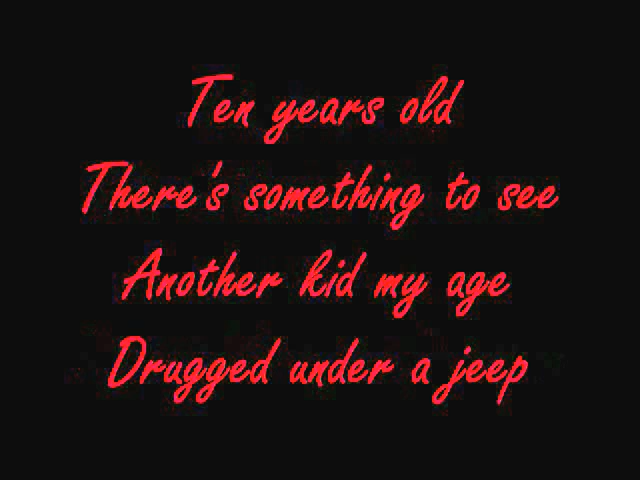 Ten years old
There's something to see
Another kid my age
Drugged under a jeep